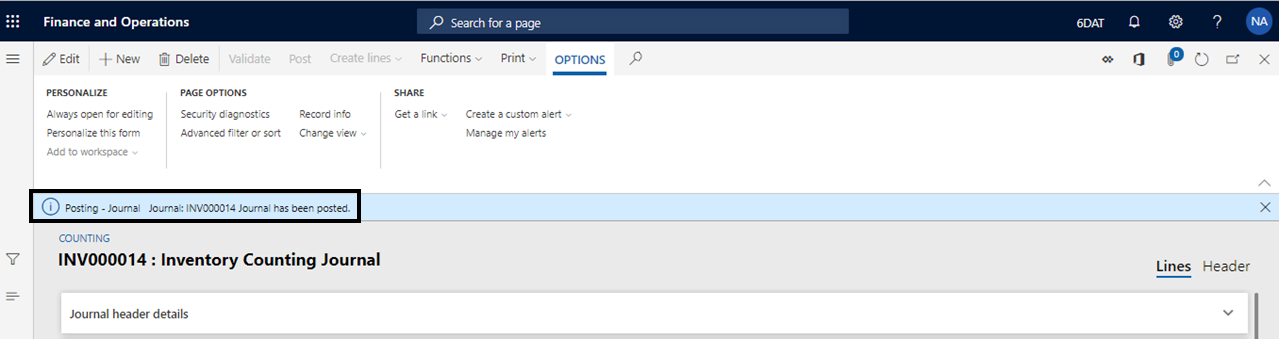 Finance and Operations
Search for a page
6DAT
?
NA
Edit
New
Delete
Validate
Post
Create lines
Functions
Print
OPTIONS
0
PERSONALIZE
Always open for editing
Personalize this form
Add to workspace
PAGE OPTIONS
Security diagnostics
Advanced filter or sort
Record info
Change view
SHARE
Get a link
Create a custom alert
Manage my alerts
Posting - Journal Journal: INV000014 Journal has been posted.
COUNTING
INV000014 : Inventory Counting Journal
Lines
Header
Journal header details